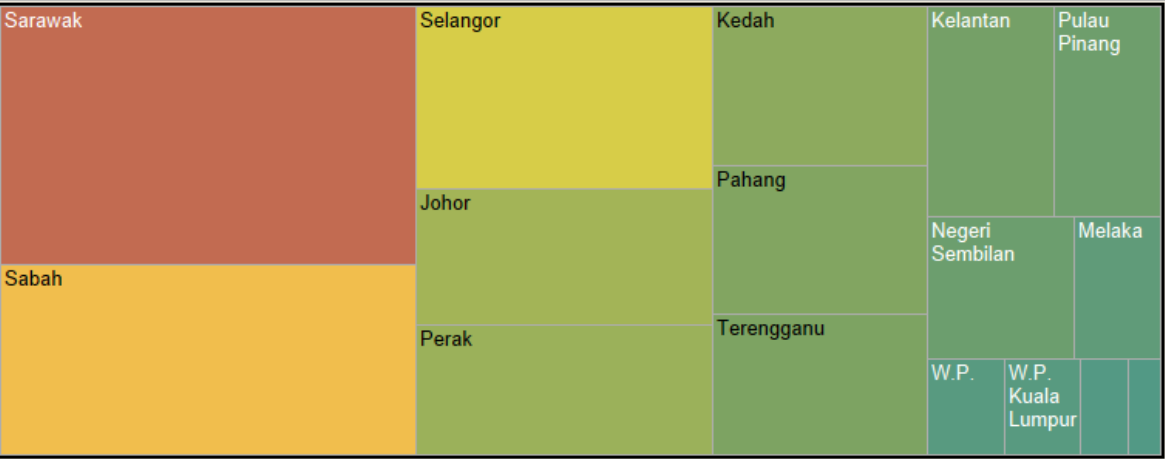 Sarawak
Sabah
Selangor
Johor
Perak
Kedah
Pahang
Terengganu
Kelantan
Pulau
Pinang
Negeri
Sembilan
Melaka
W.P.
W.P.
Kuala
Lumpur